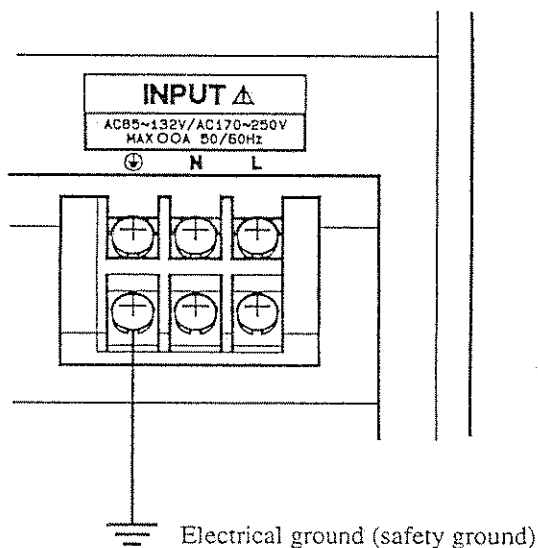 INPUT ⚠
AC85~132V/AC170~250V
MAX OOA 50/60Hz
⏚ N L
Electrical ground (safety ground)